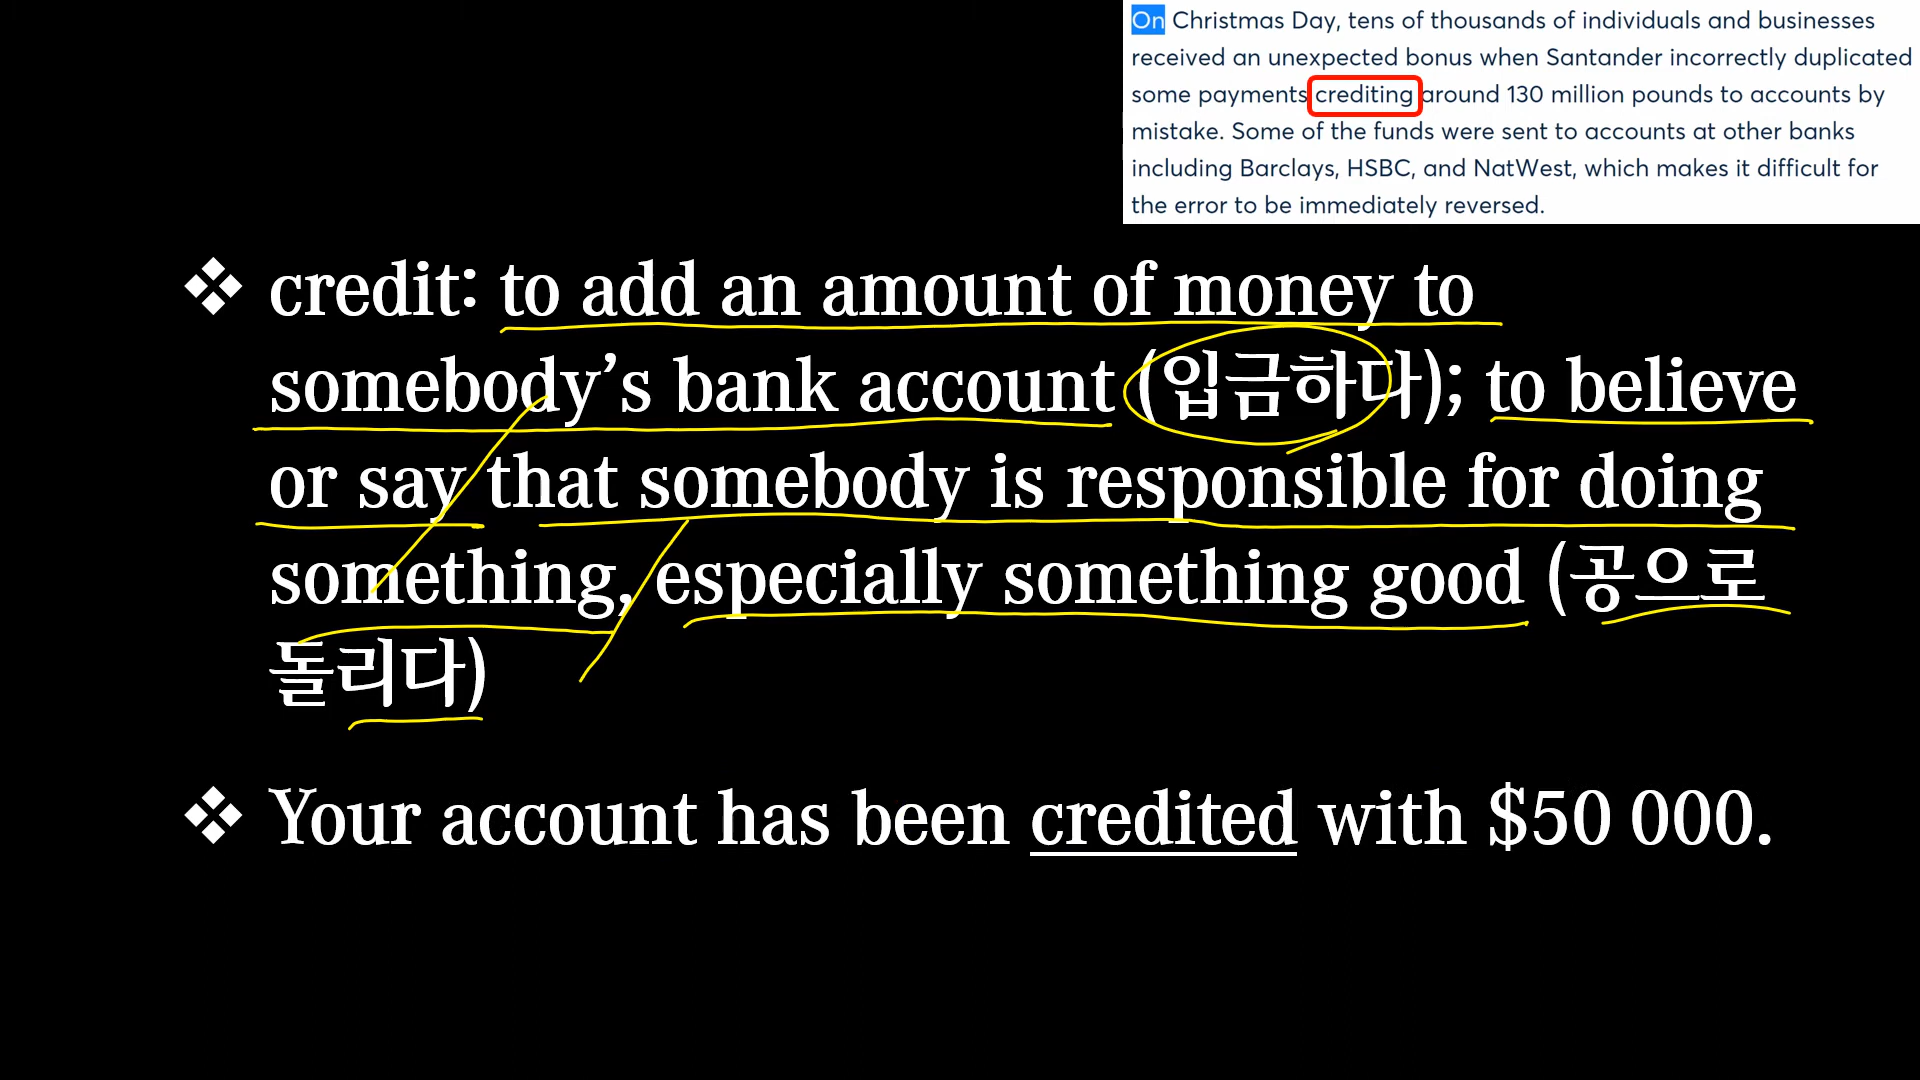 On Christmas Day, tens of thousands of individuals and businesses
received an unexpected bonus when Santander incorrectly duplicated
some payments crediting around 130 million pounds to accounts by
mistake. Some of the funds were sent to accounts at other banks
including Barclays, HSBC, and NatWest, which makes it difficult for
the error to be immediately reversed.
❖ credit: to add an amount of money to
somebody’s bank account (입금하다); to believe
or say that somebody is responsible for doing
something, especially something good (공으로
돌리다)
❖ Your account has been credited with $50 000.